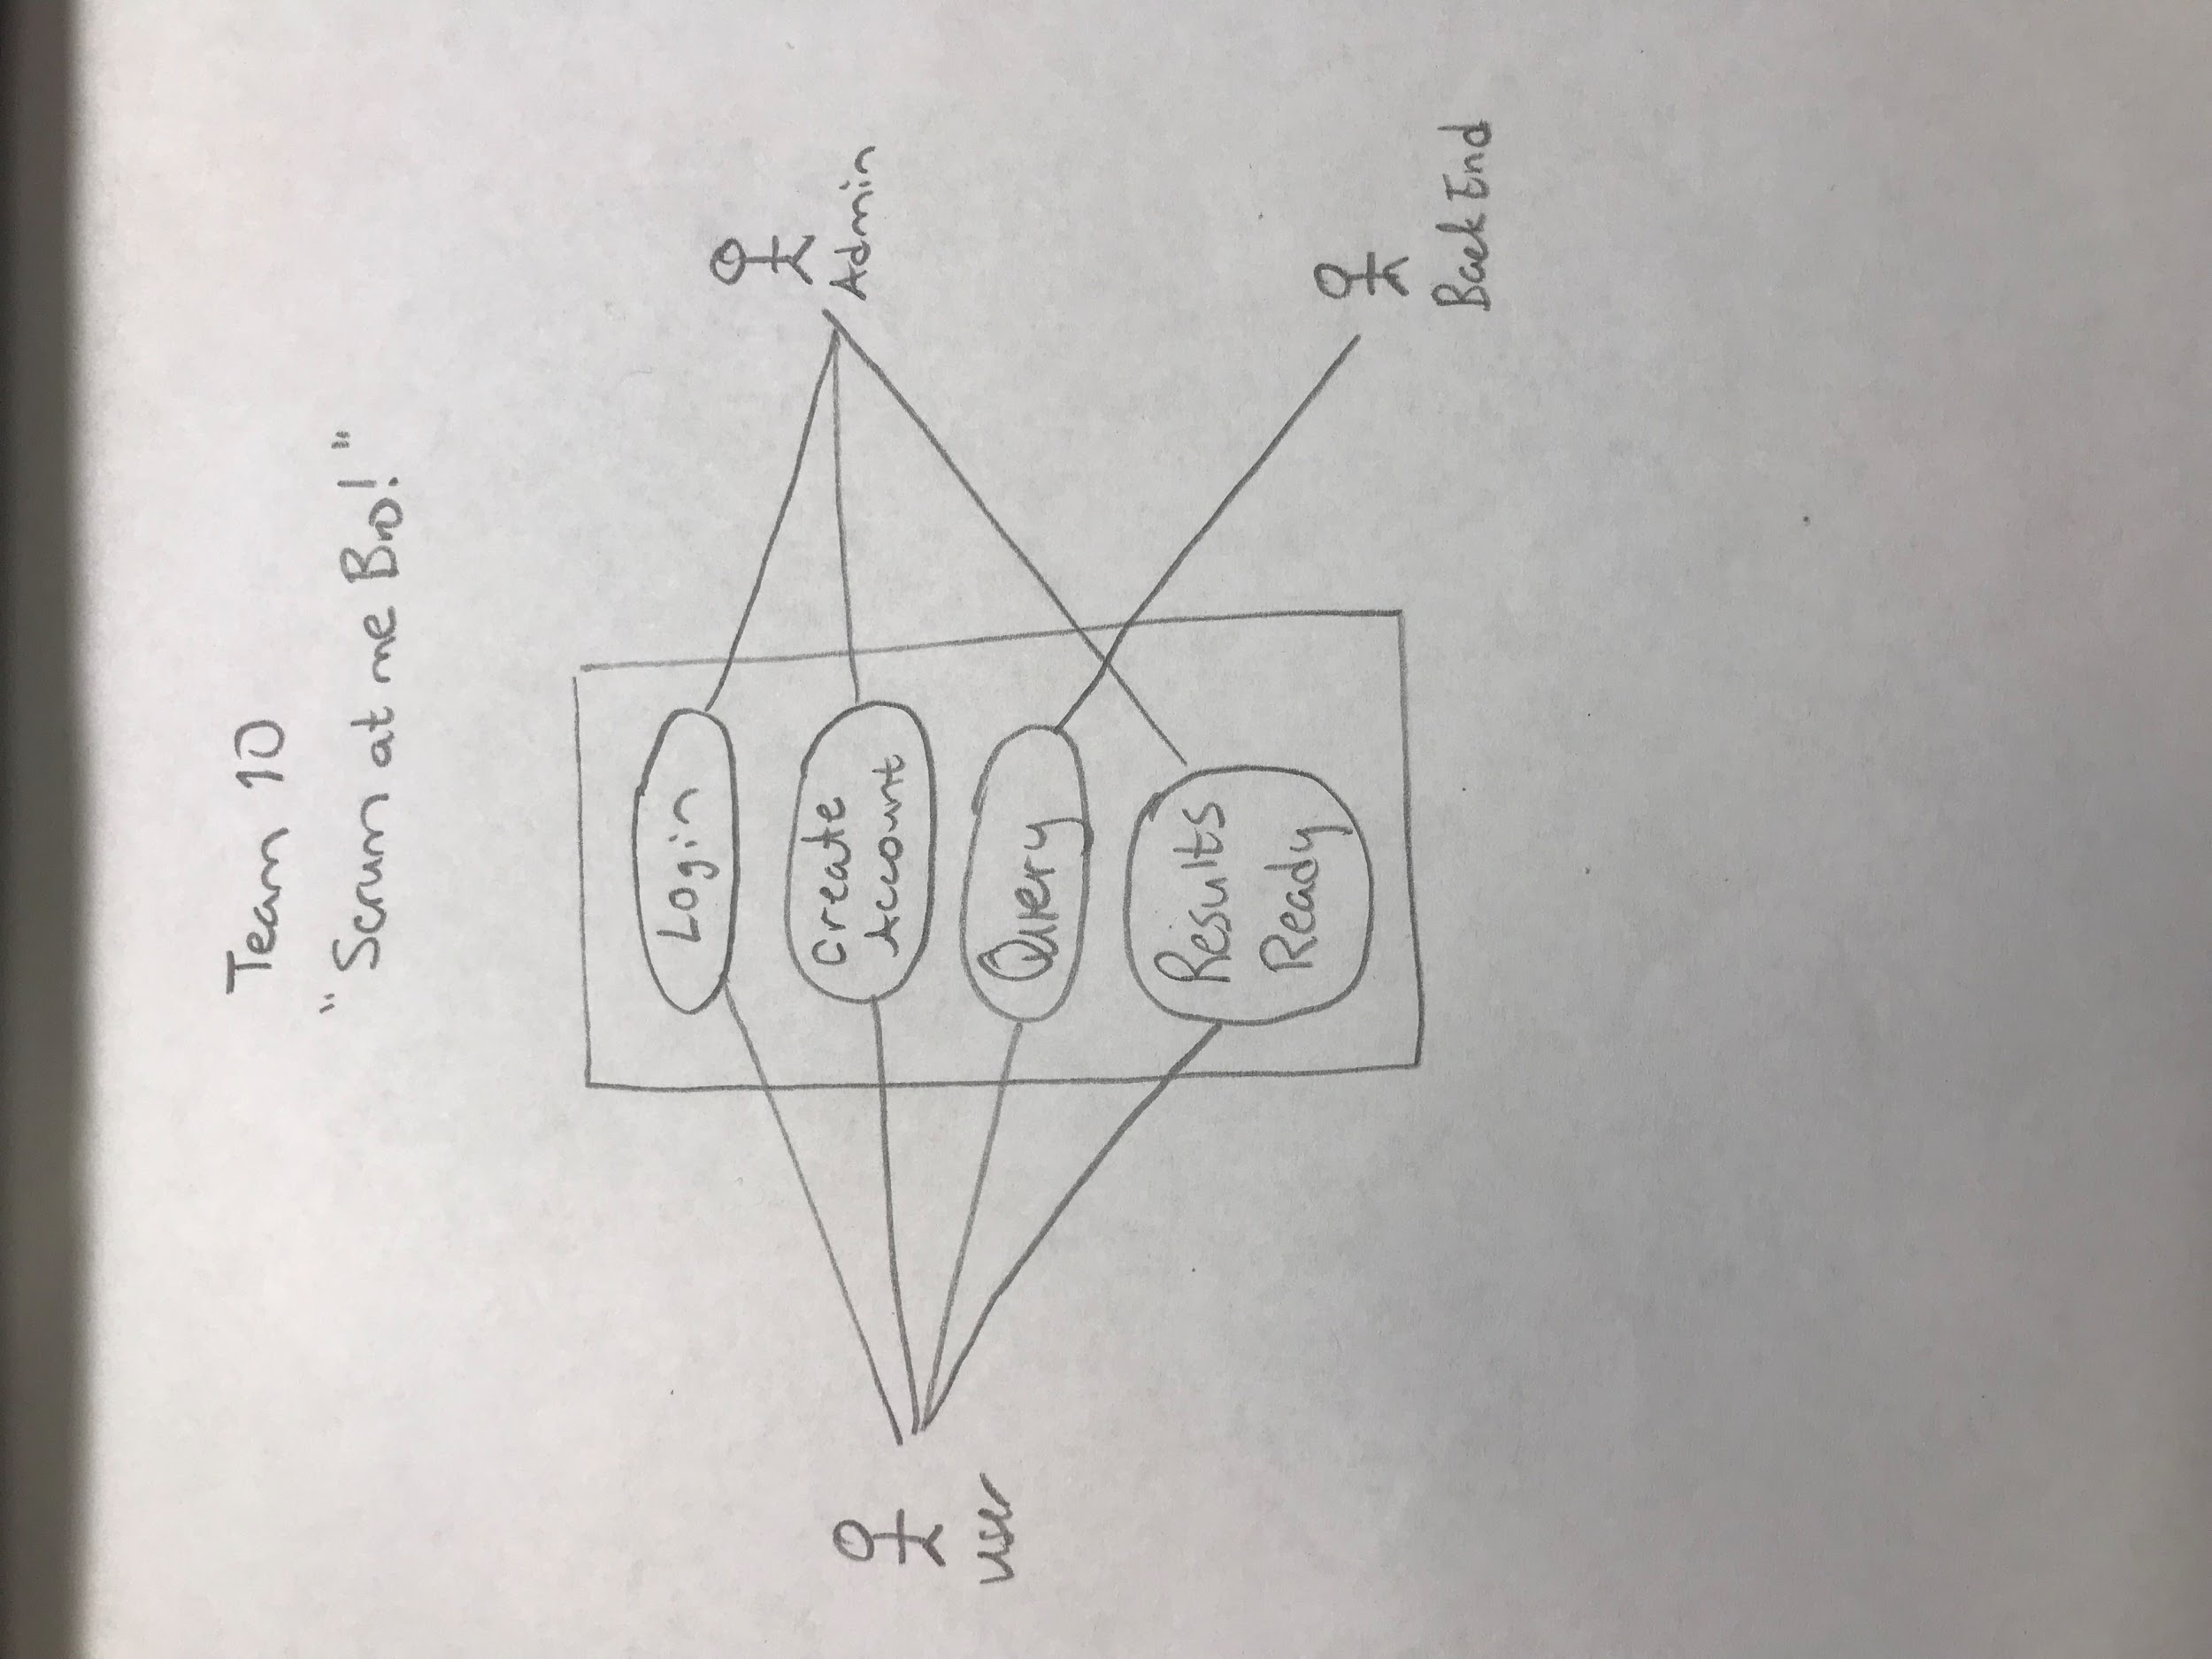 Team 10
"Scrum at me Bro!"
Login
Create
Account
Query
Results
Ready
User
Admin
Back End